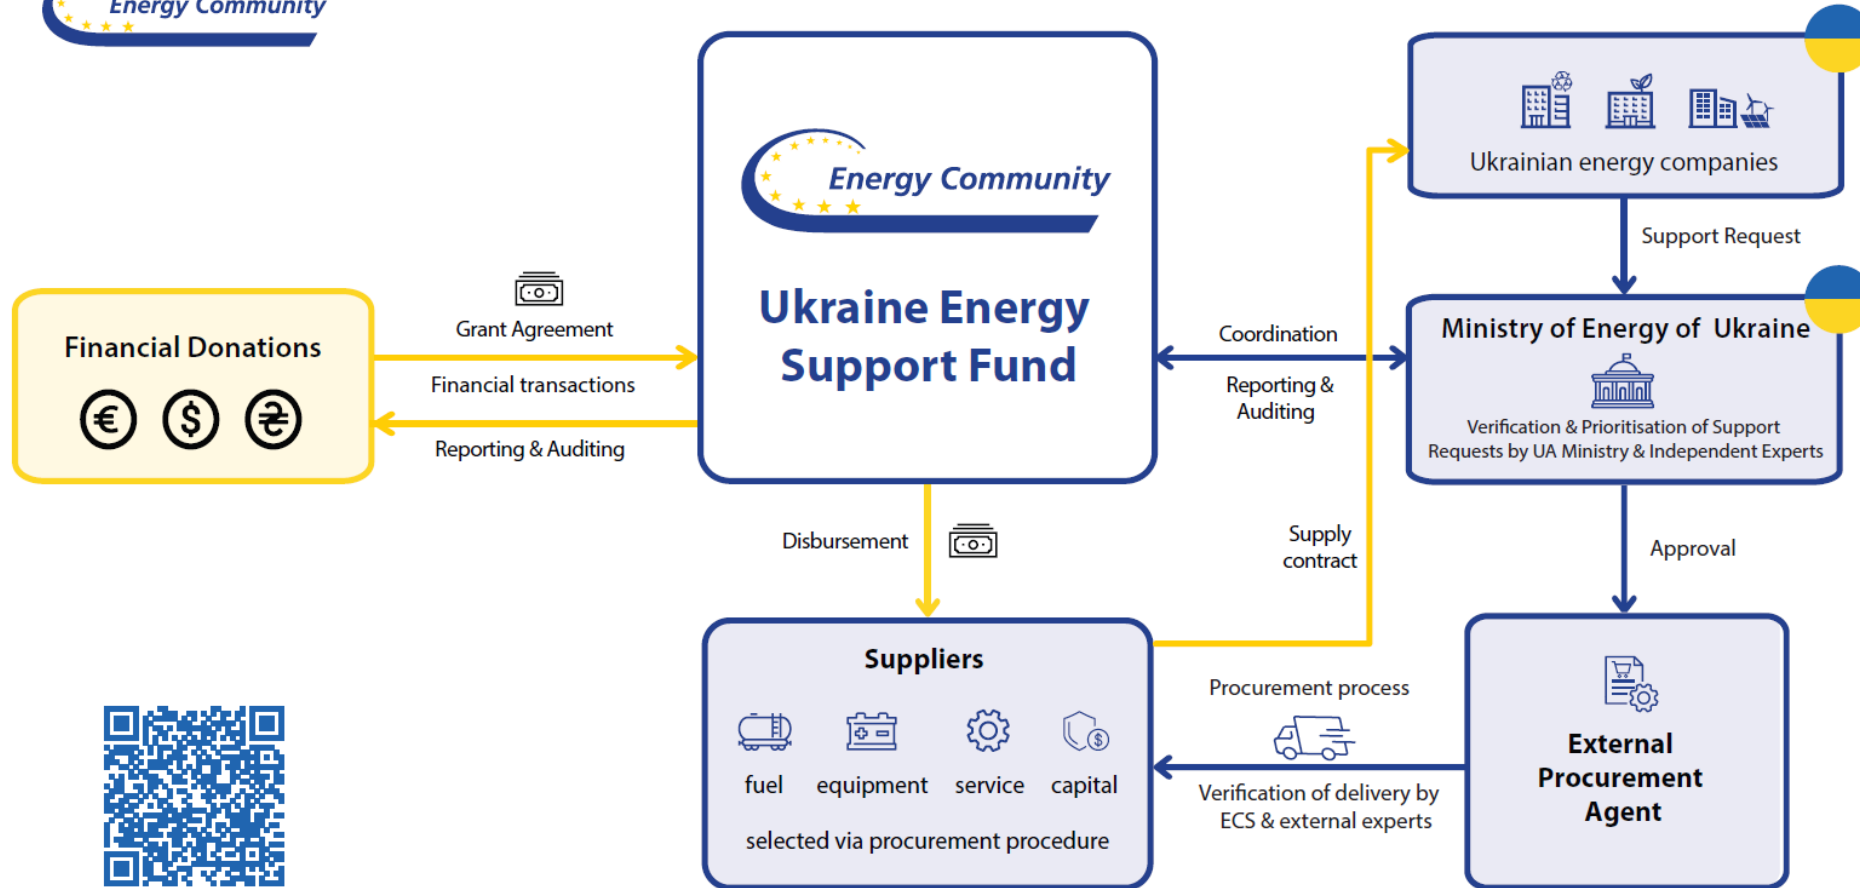 Energy Community
Energy Community
Ukraine Energy
Support Fund
Financial Donations
€ $ ₴
Grant Agreement
Financial transactions
Reporting & Auditing
Coordination
Reporting &
Auditing
Ukrainian energy companies
Support Request
Ministry of Energy of Ukraine
Verification & Prioritisation of Support
Requests by UA Ministry & Independent Experts
Approval
Disbursement
Supply
contract
Suppliers
fuel equipment service capital
selected via procurement procedure
Procurement process
Verification of delivery by
ECS & external experts
External
Procurement
Agent